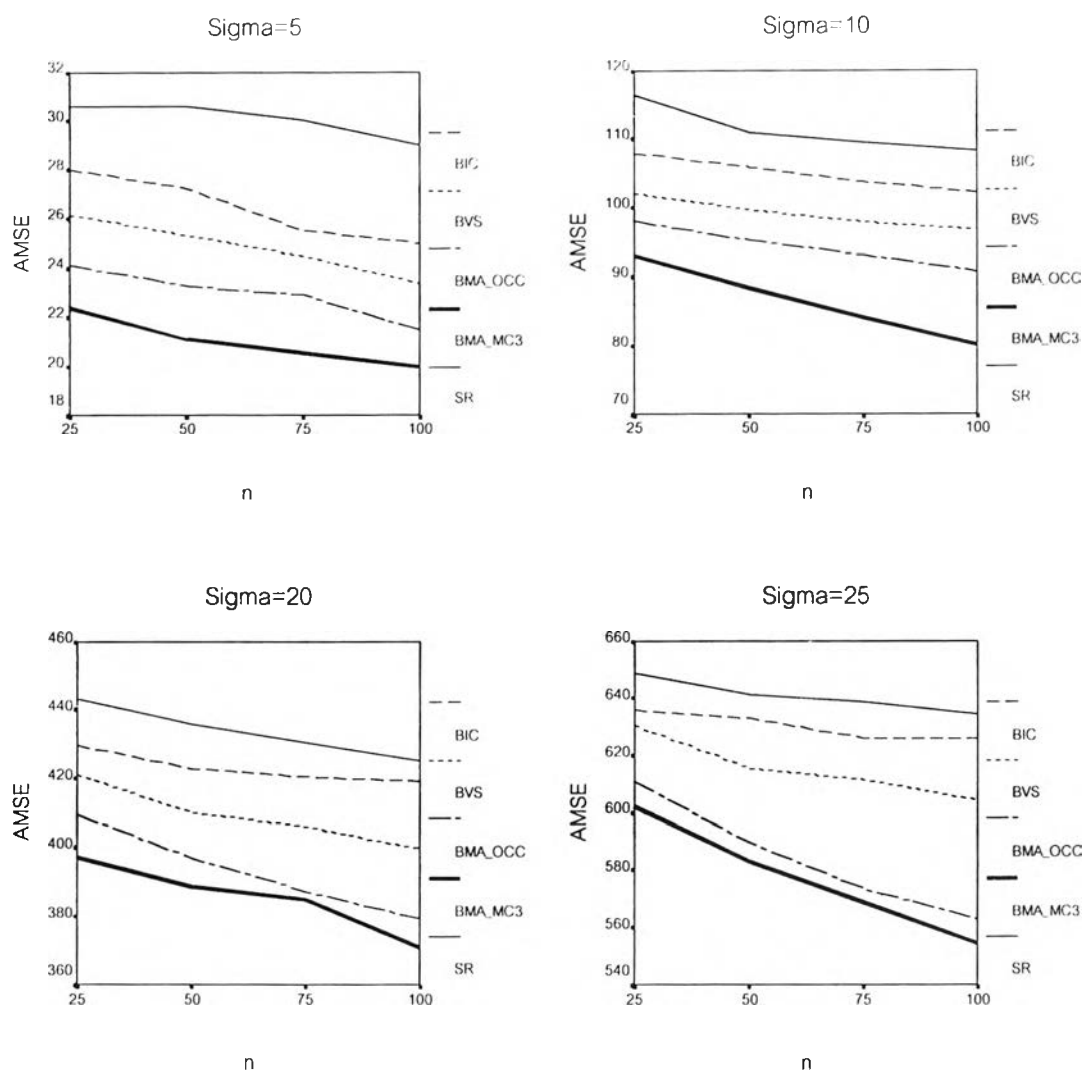 Sigma=5
32
30
28
26
24
22
20
18
AMSE
25
50
75
100
n
BIC
BVS
BMA_OCC
BMA_MC3
SR
Sigma=10
120
110
100
90
80
70
AMSE
25
50
75
100
n
BIC
BVS
BMA_OCC
BMA_MC3
SR
Sigma=20
460
440
420
400
380
360
AMSE
25
50
75
100
n
BIC
BVS
BMA_OCC
BMA_MC3
SR
Sigma=25
660
640
620
600
580
560
540
AMSE
25
50
75
100
n
BIC
BVS
BMA_OCC
BMA_MC3
SR